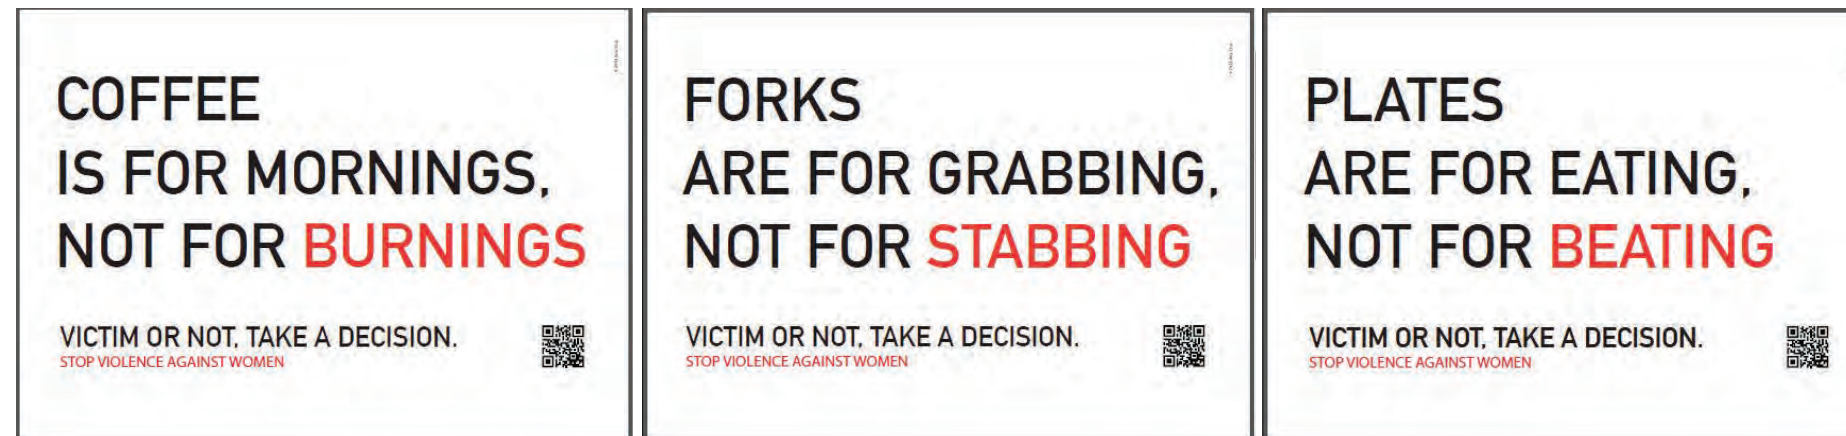 COFFEE
IS FOR MORNINGS,
NOT FOR BURNINGS
VICTIM OR NOT, TAKE A DECISION.
STOP VIOLENCE AGAINST WOMEN
FORKS
ARE FOR GRABBING,
NOT FOR STABBING
VICTIM OR NOT, TAKE A DECISION.
STOP VIOLENCE AGAINST WOMEN
PLATES
ARE FOR EATING,
NOT FOR BEATING
VICTIM OR NOT, TAKE A DECISION.
STOP VIOLENCE AGAINST WOMEN